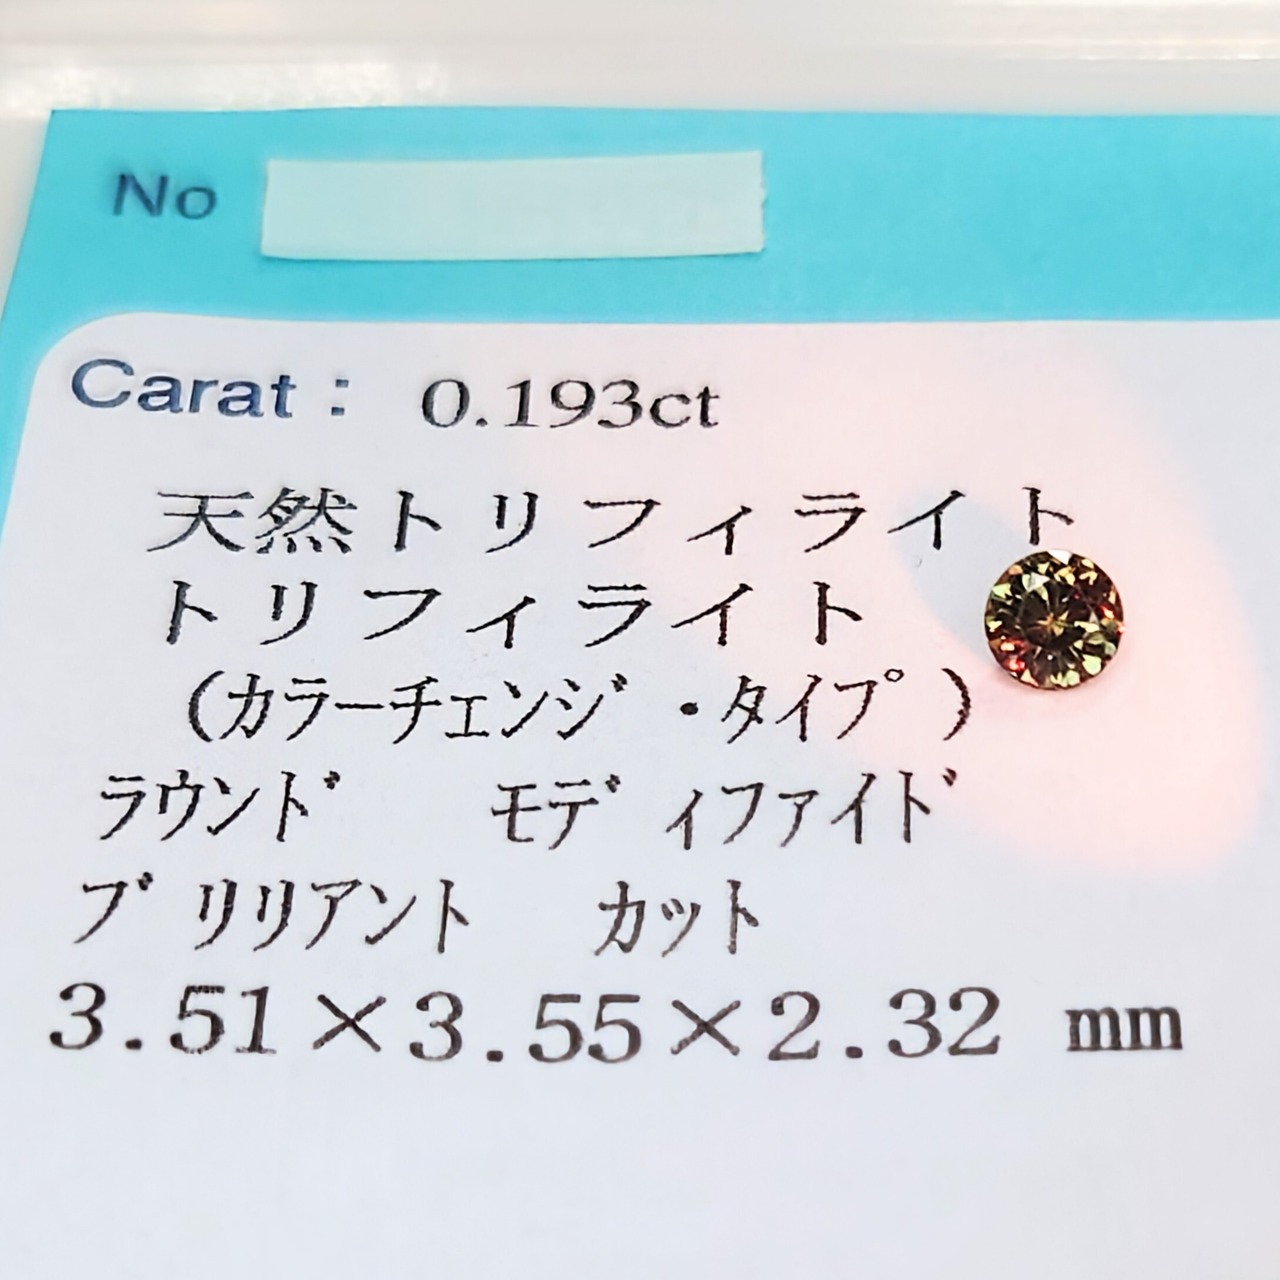 No
Carat : 0.193ct
天然トリフィライト
トリフィライト
(カラーチェンジ・タイプ)
ラウンド モディファイド
ブリリアント カット
3.51×3.55×2.32 mm